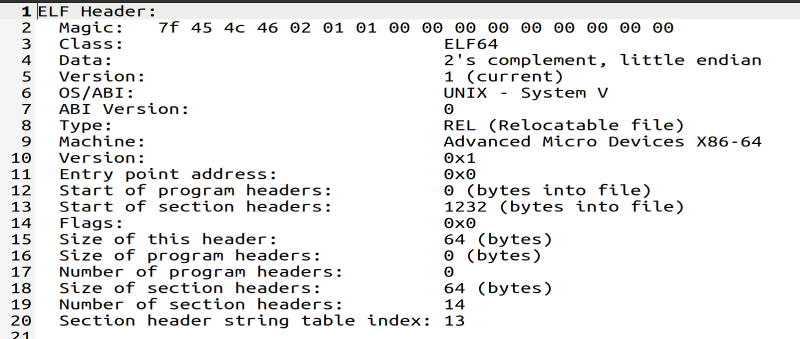 1 ELF Header:
2   Magic:   7f 45 4c 46 02 01 01 00 00 00 00 00 00 00 00 00
3   Class:                             ELF64
4   Data:                              2's complement, little endian
5   Version:                           1 (current)
6   OS/ABI:                            UNIX - System V
7   ABI Version:                       0
8   Type:                              REL (Relocatable file)
9   Machine:                           Advanced Micro Devices X86-64
10   Version:                           0x1
11   Entry point address:               0x0
12   Start of program headers:          0 (bytes into file)
13   Start of section headers:          1232 (bytes into file)
14   Flags:                             0x0
15   Size of this header:               64 (bytes)
16   Size of program headers:           0 (bytes)
17   Number of program headers:         0
18   Size of section headers:           64 (bytes)
19   Number of section headers:         14
20   Section header string table index: 13
21